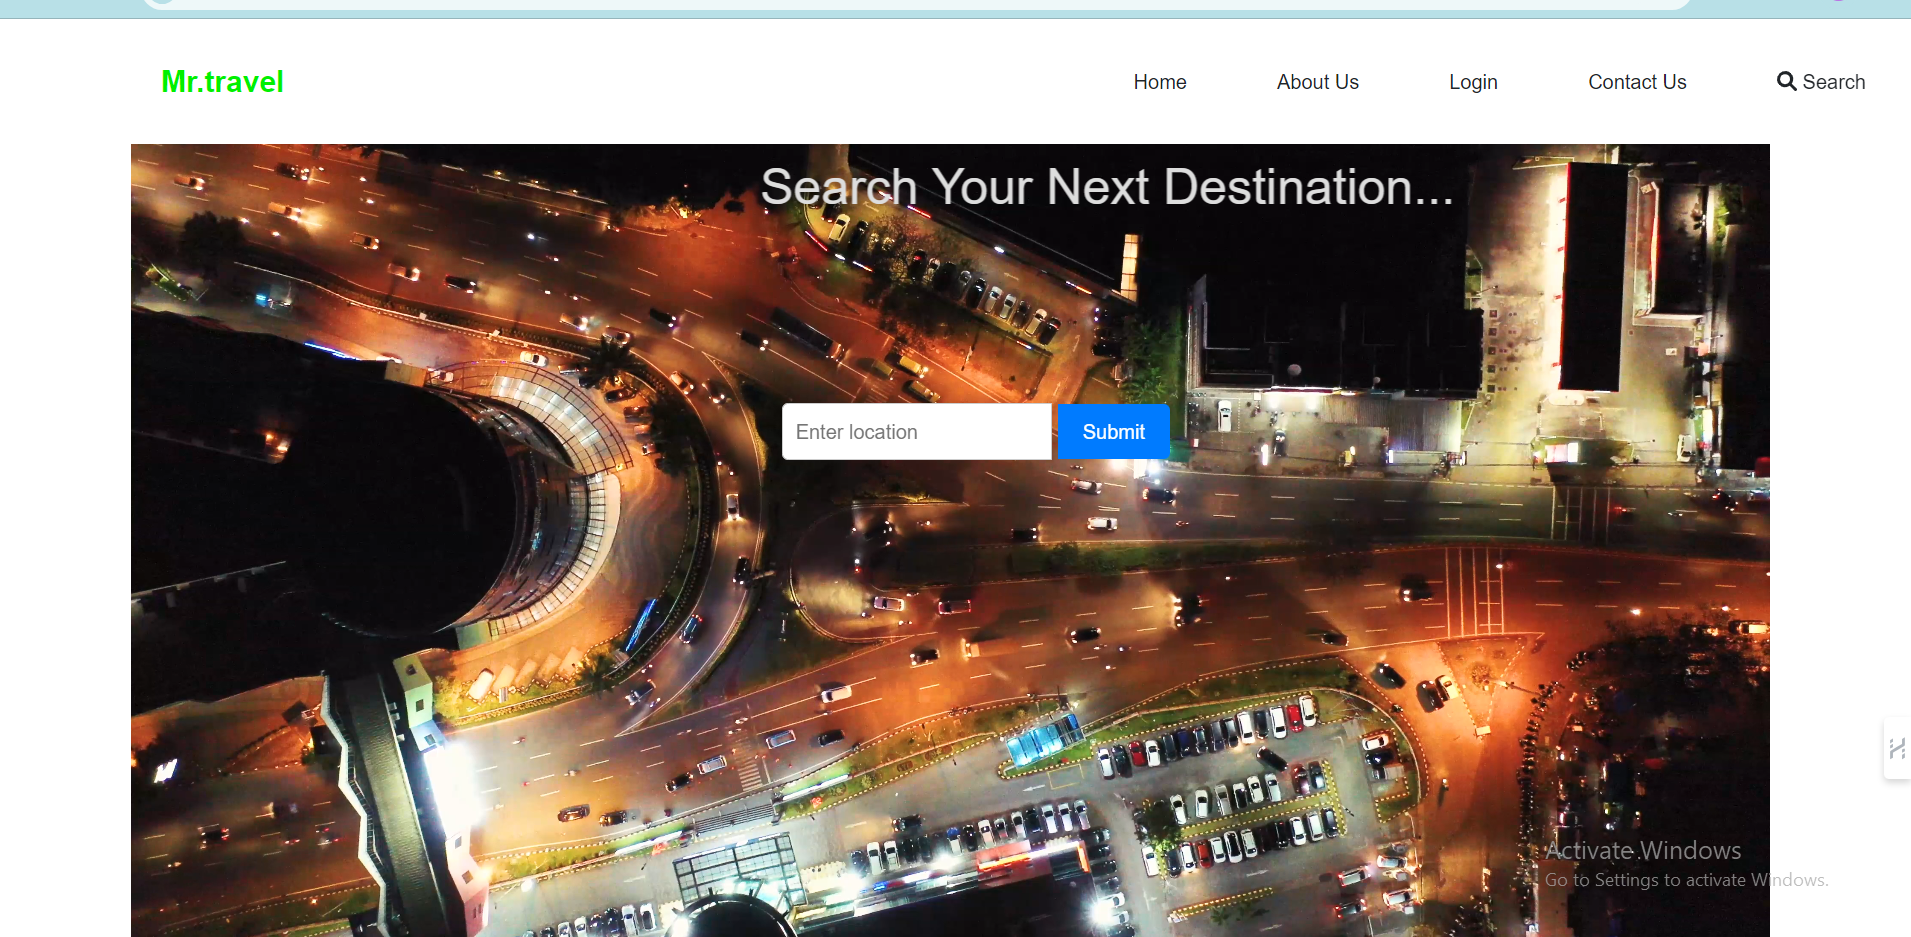 Mr.travel
Home About Us Login Contact Us Search
Search Your Next Destination...
Enter location Submit
Activate Windows
Go to Settings to activate Windows.